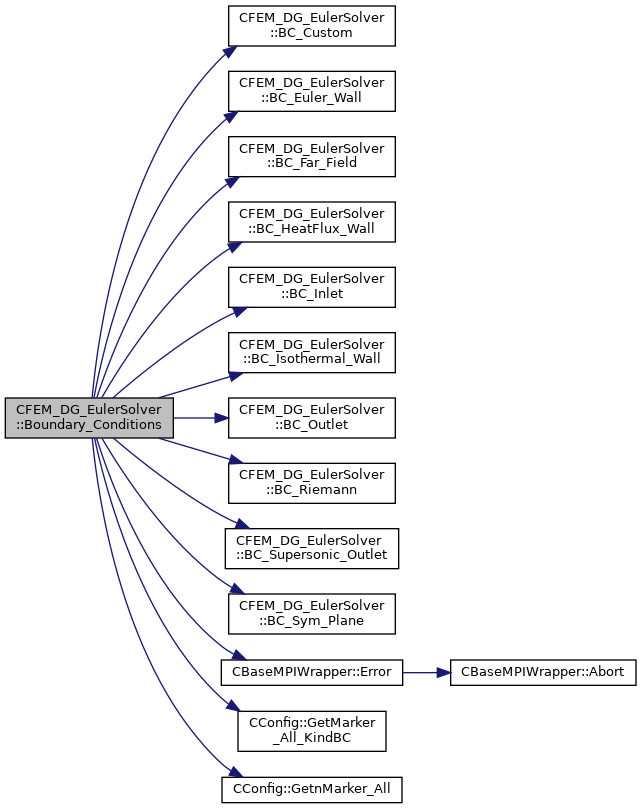 CFEM_DG_EulerSolver
::BC_Custom
CFEM_DG_EulerSolver
::BC_Euler_Wall
CFEM_DG_EulerSolver
::BC_Far_Field
CFEM_DG_EulerSolver
::BC_HeatFlux_Wall
CFEM_DG_EulerSolver
::BC_Inlet
CFEM_DG_EulerSolver
::BC_Isothermal_Wall
CFEM_DG_EulerSolver
::Boundary_Conditions
CFEM_DG_EulerSolver
::BC_Outlet
CFEM_DG_EulerSolver
::BC_Riemann
CFEM_DG_EulerSolver
::BC_Supersonic_Outlet
CFEM_DG_EulerSolver
::BC_Sym_Plane
CBaseMPIWrapper::Error
CBaseMPIWrapper::Abort
CConfig::GetMarker
_All_KindBC
CConfig::GetnMarker_All